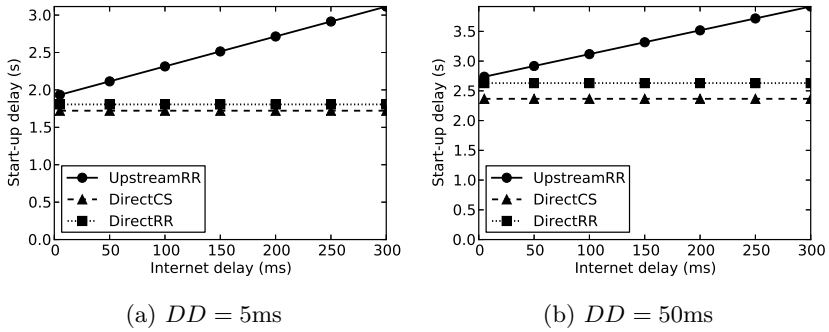 3.0
2.5
2.0
1.5
1.0
0.5
0.0
Start-up delay (s)
UpstreamRR
DirectCS
DirectRR
0 50 100 150 200 250 300
Internet delay (ms)
(a) DD = 5ms
3.5
3.0
2.5
2.0
1.5
1.0
0.5
0.0
Start-up delay (s)
UpstreamRR
DirectCS
DirectRR
0 50 100 150 200 250 300
Internet delay (ms)
(b) DD = 50ms